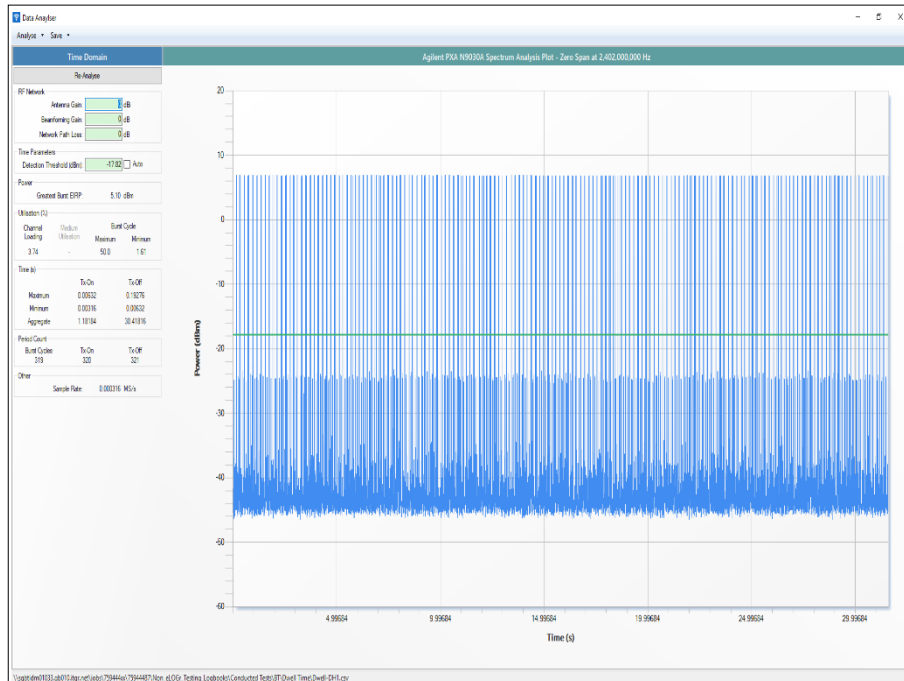 Data Anaylser
Analyse Save
Time Domain
Agilent PXA N9030A Spectrum Analysis Plot - Zero Span at 2,402,000,000 Hz
Re-Analyse
RF Network
Antenna Gain: dB
Beamforming Gain: 0 dB
Network Path Loss: 0 dB
Time Parameters
Detection Threshold (dBm): -17.82 Auto
Power
Greatest Burst EIRP: 5.10 dBm
Utilisation (%)
Channel Loading Medium Utilisation Burst Cycle
Maximum Minimum
3.74 - 50.0 1.61
Time (s)
Tx-On Tx-Off
Maximum 0.00632 0.19276
Minimum 0.00316 0.00632
Aggregate 1.18184 30.41816
Period Count
Burst Cycles Tx-On Tx-Off
319 320 321
Other
Sample Rate: 0.000316 MS/s
20
10
0
-10
-20
-30
-40
-50
-60
Power (dBm)
4.99684 9.99684 14.99684 19.99684 24.99684 29.99684
Time (s)